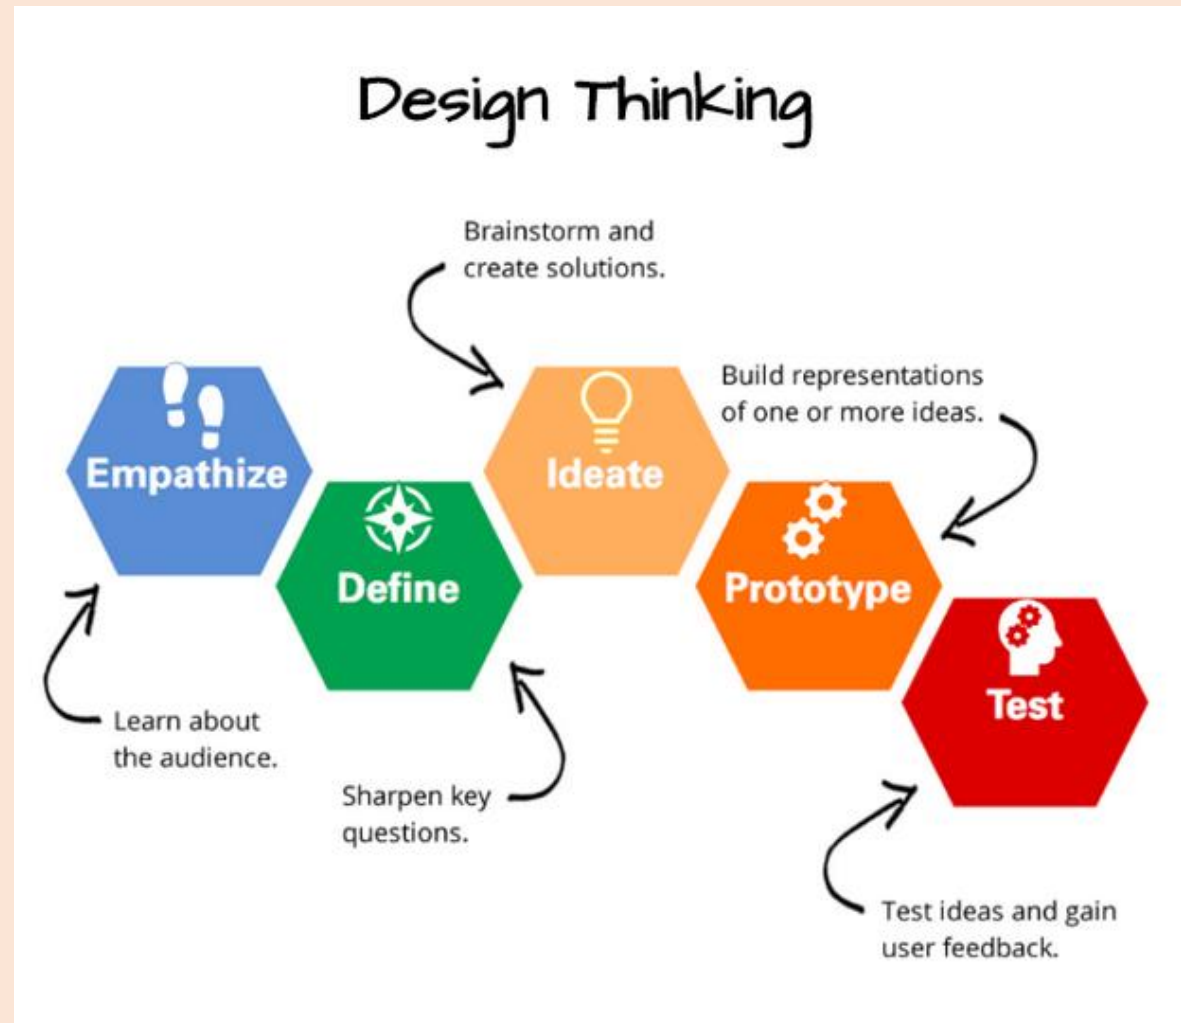 Design Thinking
Brainstorm and
create solutions.
Build representations
of one or more ideas.
Empathize
Ideate
Define
Prototype
Test
Learn about
the audience.
Sharpen key
questions.
Test ideas and gain
user feedback.